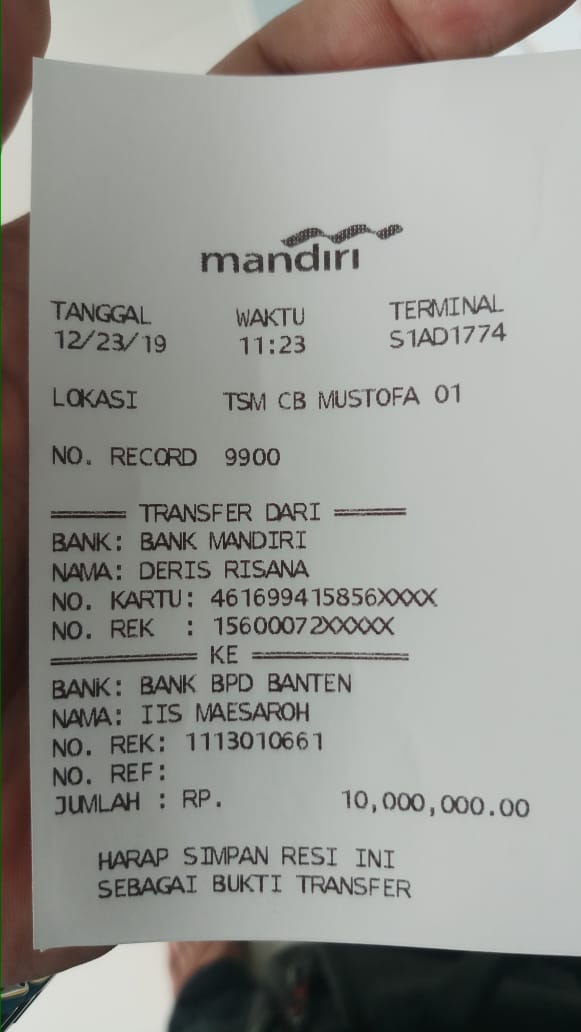 mandiri
TANGGAL WAKTU TERMINAL
12/23/19 11:23 S1AD1774
LOKASI TSM CB MUSTOFA 01
NO. RECORD 9900
====== TRANSFER DARI ======
BANK: BANK MANDIRI
NAMA: DERIS RISANA
NO. KARTU: 461699415856XXXX
NO. REK : 15600072XXXXX
============ KE ============
BANK: BANK BPD BANTEN
NAMA: IIS MAESAROH
NO. REK: 1113010661
NO. REF:
JUMLAH : RP. 10,000,000.00
HARAP SIMPAN RESI INI
SEBAGAI BUKTI TRANSFER